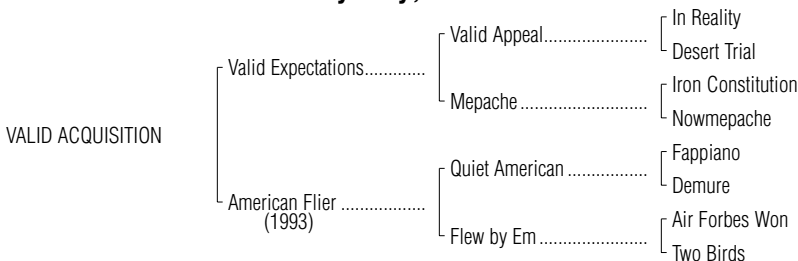 In Reality
Valid Appeal......................
Desert Trial
Valid Expectations.............
Iron Constitution
Mepache...........................
Nowmepache
VALID ACQUISITION
Fappiano
Quiet American .................
Demure
American Flier ..................
(1993)
Air Forbes Won
Flew by Em.......................
Two Birds